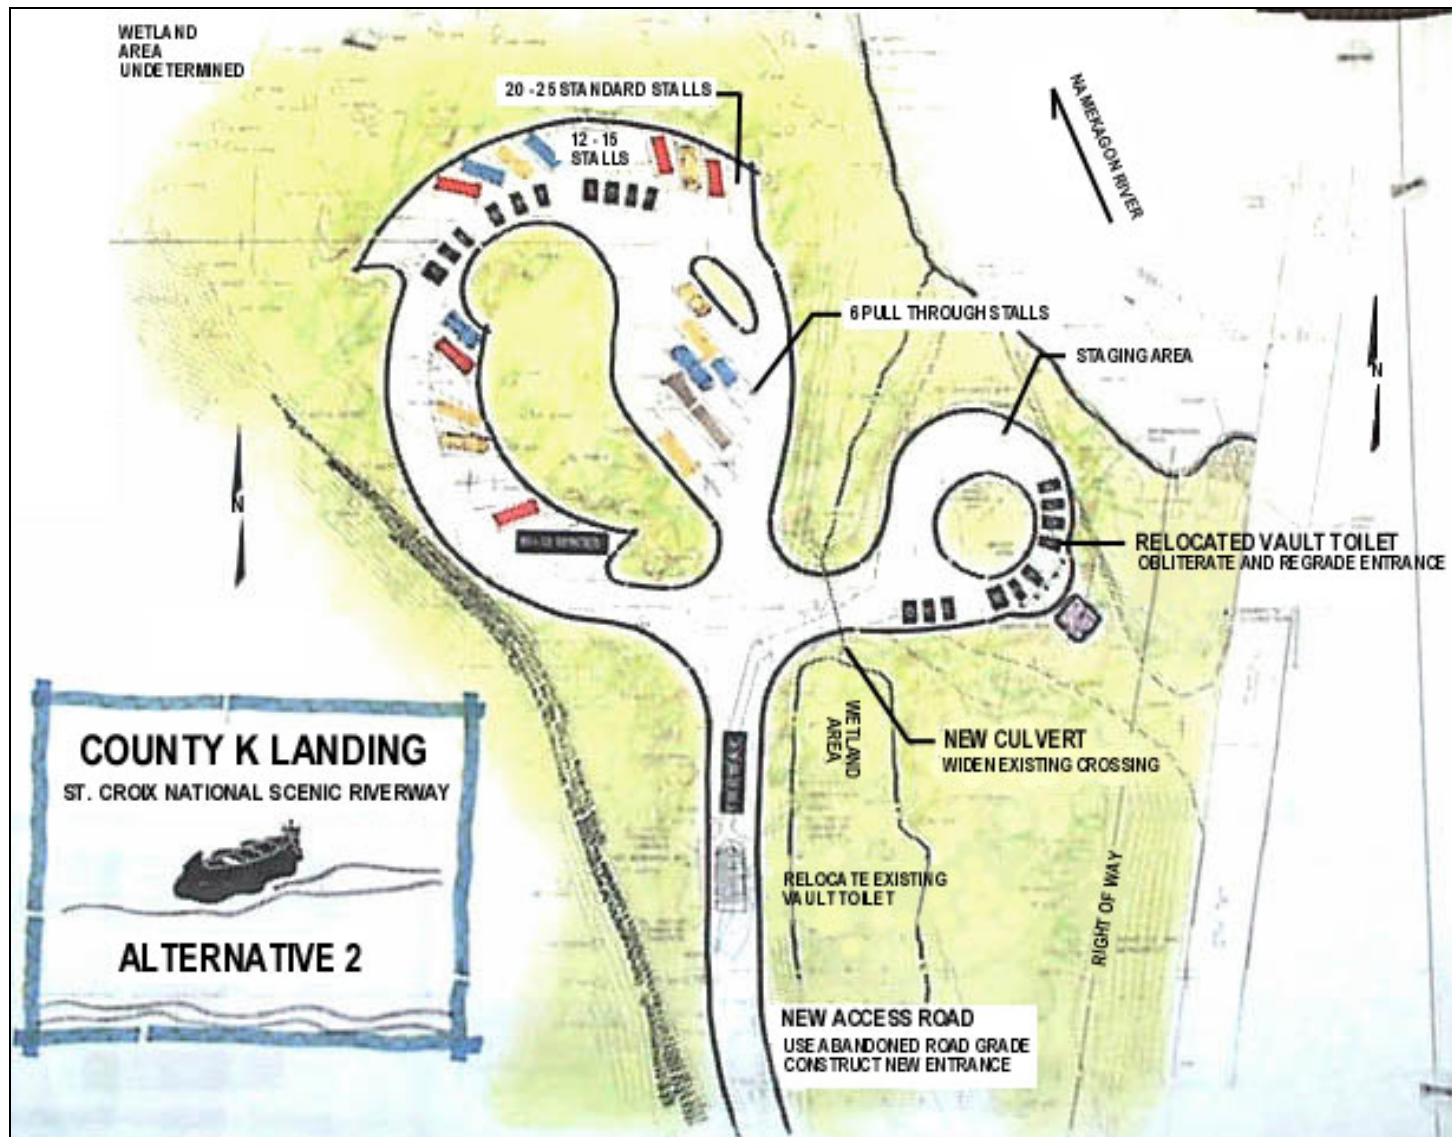 WETLAND
AREA
UNDETERMINED
20 - 25 STANDARD STALLS
12 - 15
STALLS
NAMEKAGON RIVER
6 PULL THROUGH STALLS
STAGING AREA
N
N
RELOCATED VAULT TOILET
OBLITERATE AND REGRADE ENTRANCE
WETLAND
AREA
NEW CULVERT
WIDEN EXISTING CROSSING
COUNTY K LANDING
ST. CROIX NATIONAL SCENIC RIVERWAY
ALTERNATIVE 2
RELOCATE EXISTING
VAULT TOILET
RIGHT OF WAY
NEW ACCESS ROAD
USE ABANDONED ROAD GRADE
CONSTRUCT NEW ENTRANCE